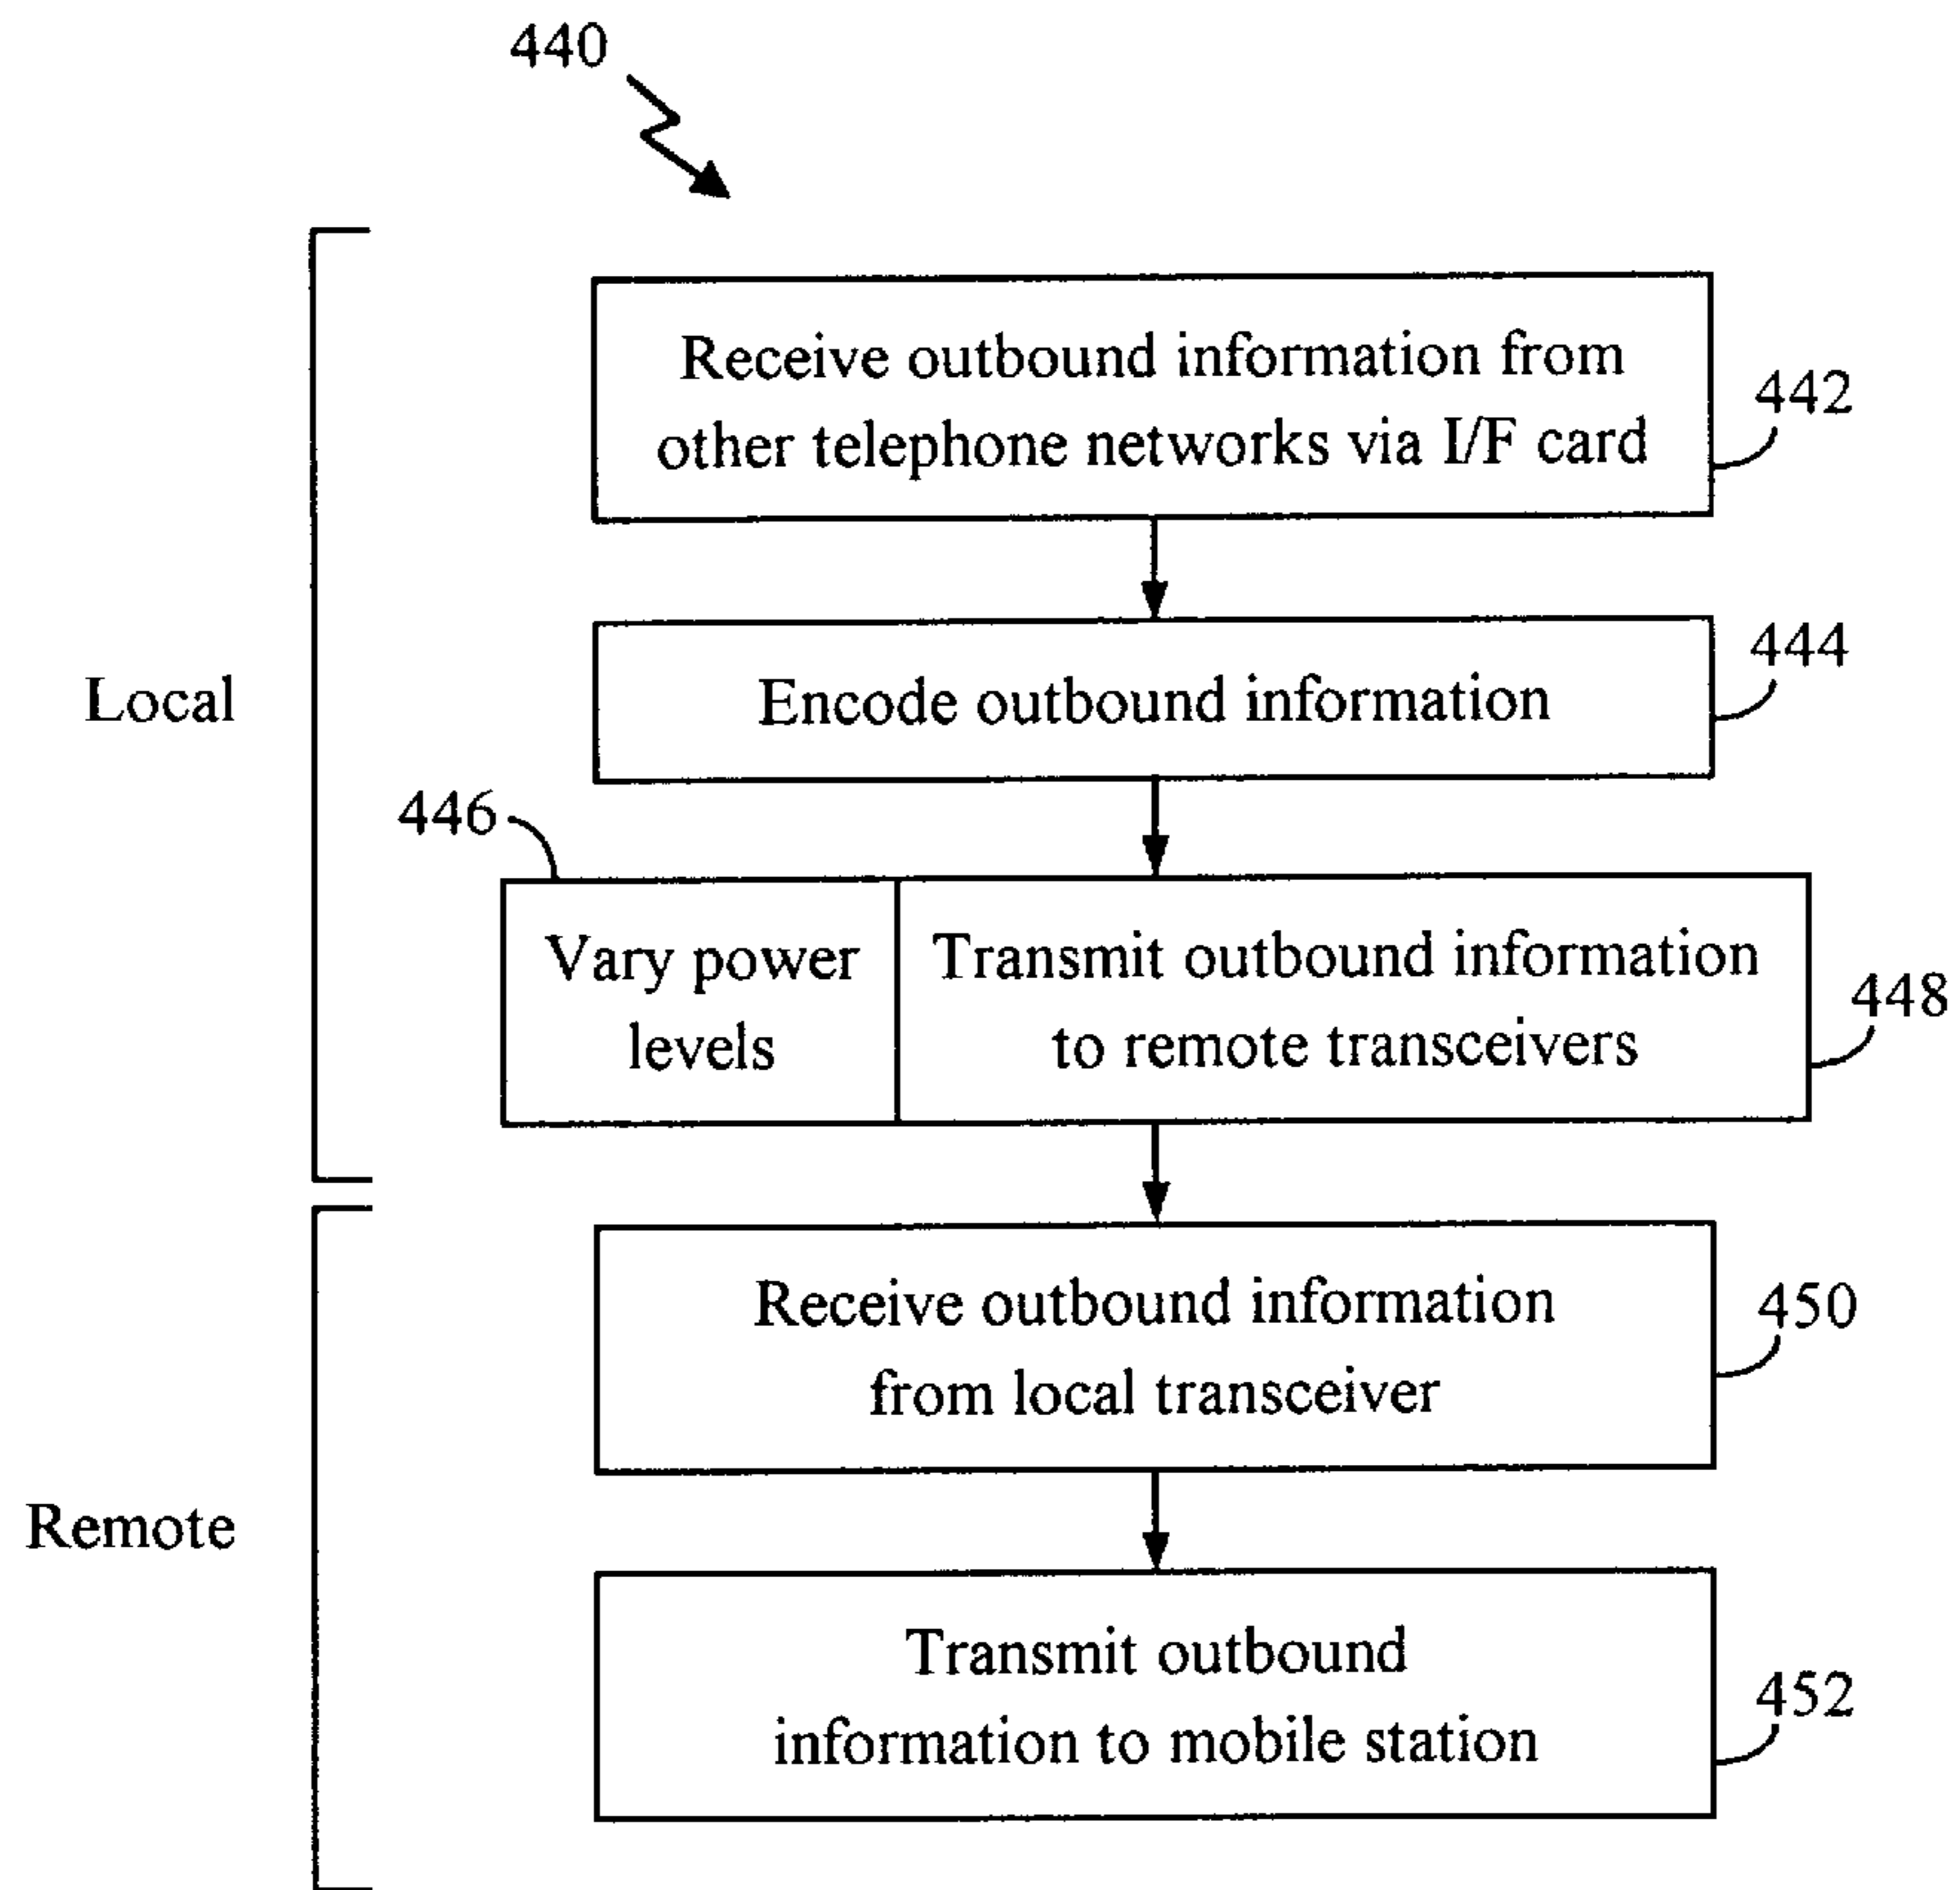 440
Receive outbound information from
other telephone networks via I/F card
442
Encode outbound information
444
Local
446
Vary power
levels
Transmit outbound information
to remote transceivers
448
Receive outbound information
from local transceiver
450
Remote
Transmit outbound
information to mobile station
452